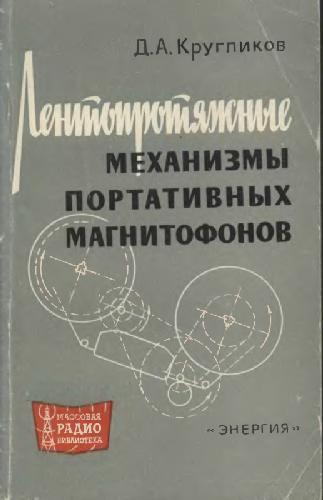 Д.А.Кругликов
Лентопротяжные
МЕХАНИЗМЫ
ПОРТАТИВНЫХ
МАГНИТОФОНОВ
МАССОВАЯ
РАДИО
БИБЛИОТЕКА
«ЭНЕРГИЯ»